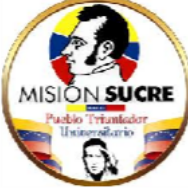 MISIÓN SUCRE
Pueblo Triunfador
Universitario